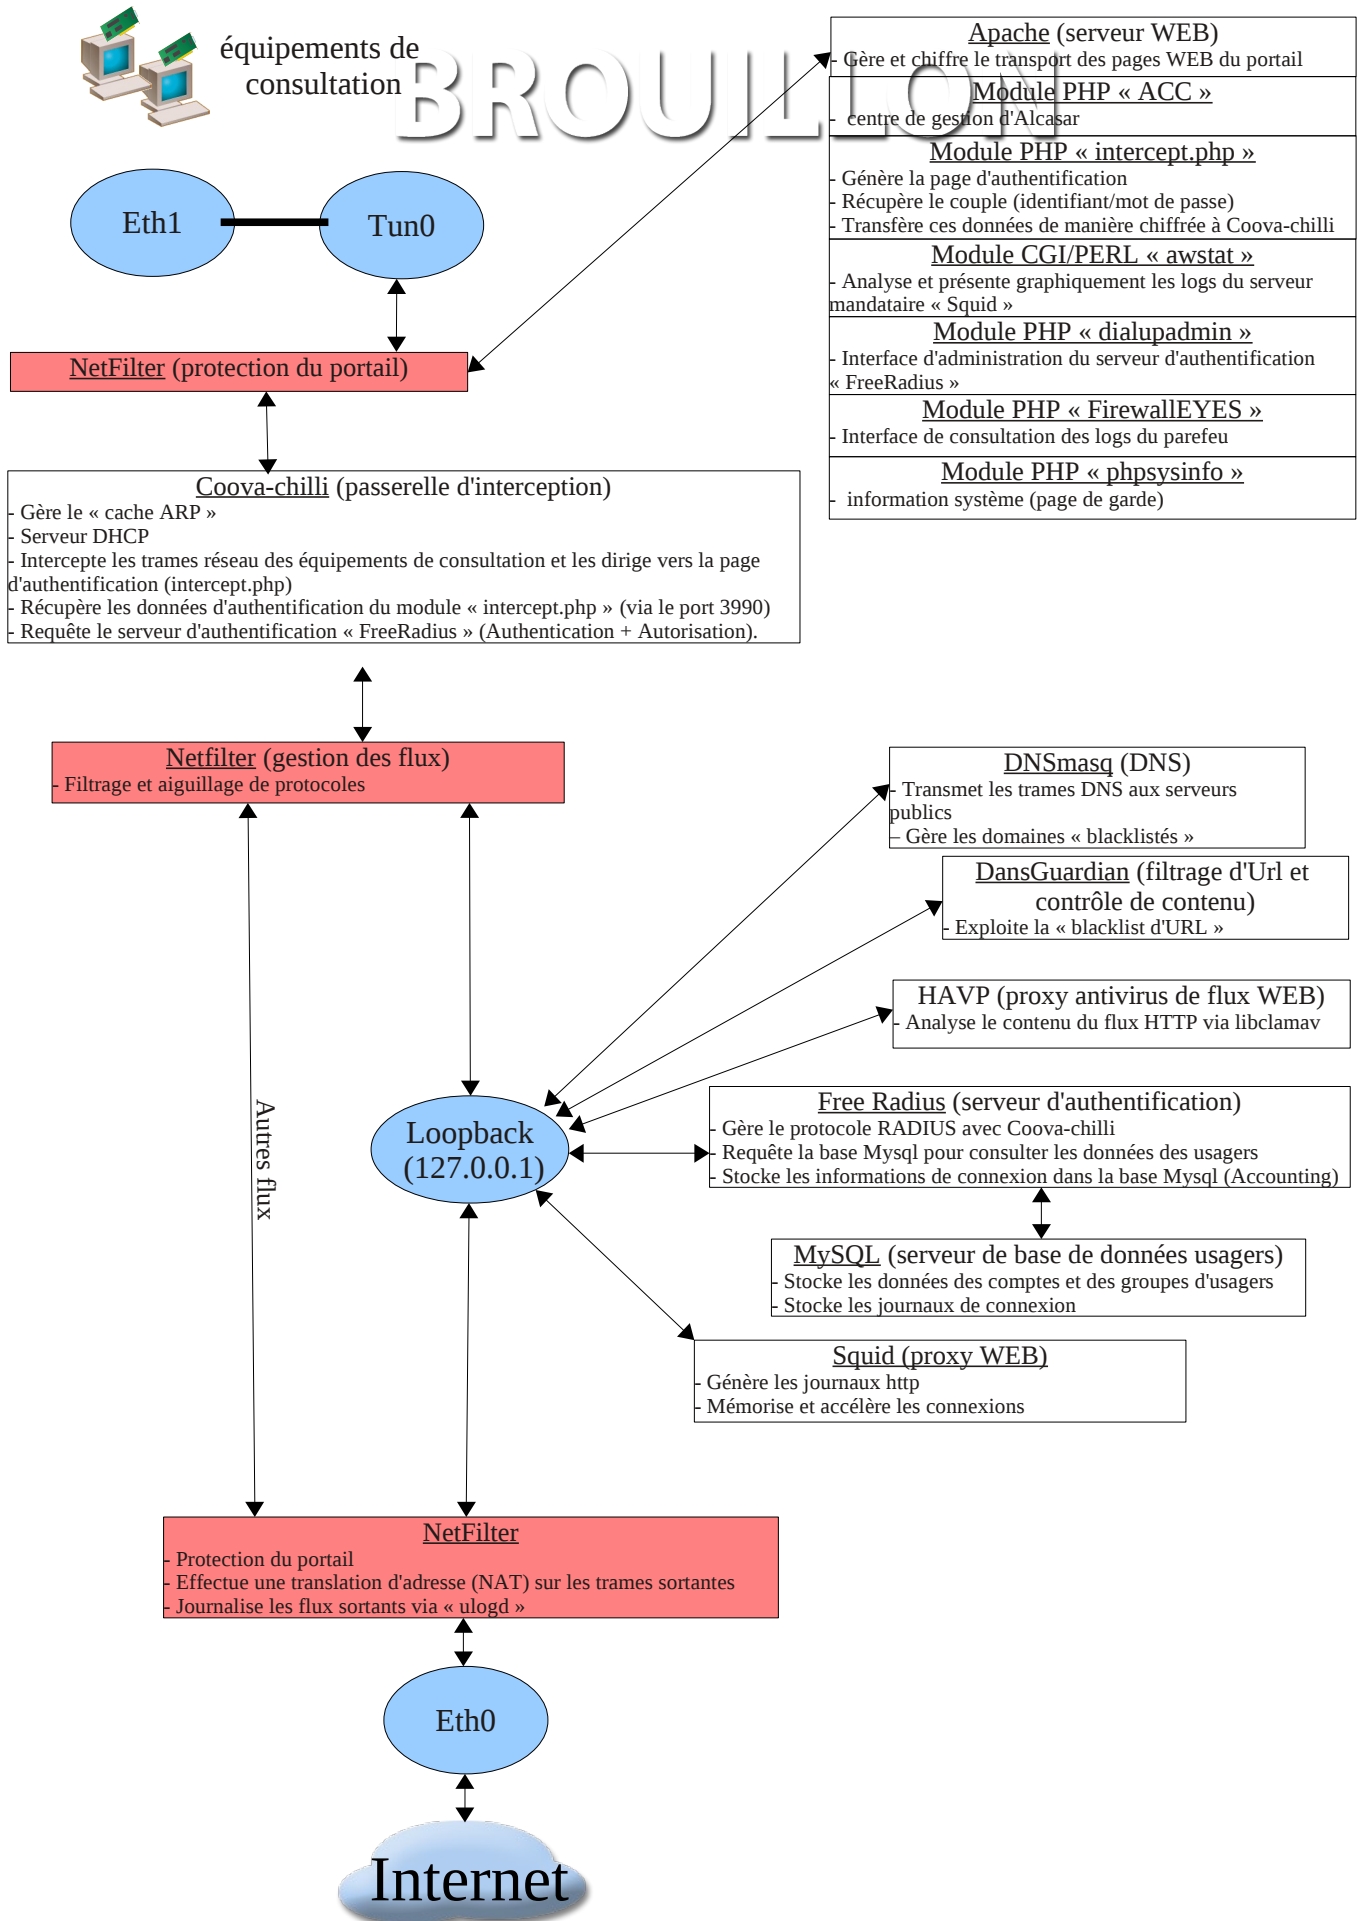 équipements de
consultation
BROUILLON
Apache (serveur WEB)
- Gère et chiffre le transport des pages WEB du portail
Module PHP « ACC »
- centre de gestion d'Alcasar
Module PHP « intercept.php »
- Génère la page d'authentification
- Récupère le couple (identifiant/mot de passe)
- Transfère ces données de manière chiffrée à Coova-chilli
Module CGI/PERL « awstat »
- Analyse et présente graphiquement les logs du serveur
mandataire « Squid »
Module PHP « dialupadmin »
- Interface d'administration du serveur d'authentification
« FreeRadius »
Module PHP « FirewallEYES »
- Interface de consultation des logs du parefeu
Module PHP « phpsysinfo »
- information système (page de garde)
Eth1
Tun0
NetFilter (protection du portail)
Coova-chilli (passerelle d'interception)
- Gère le « cache ARP »
- Serveur DHCP
- Intercepte les trames réseau des équipements de consultation et les dirige vers la page
d'authentification (intercept.php)
- Récupère les données d'authentification du module « intercept.php » (via le port 3990)
- Requête le serveur d'authentification « FreeRadius » (Authentication + Autorisation).
Netfilter (gestion des flux)
- Filtrage et aiguillage de protocoles
DNSmasq (DNS)
- Transmet les trames DNS aux serveurs
publics
– Gère les domaines « blacklistés »
DansGuardian (filtrage d'Url et
contrôle de contenu)
- Exploite la « blacklist d'URL »
HAVP (proxy antivirus de flux WEB)
- Analyse le contenu du flux HTTP via libclamav
Autres flux
Loopback
(127.0.0.1)
Free Radius (serveur d'authentification)
- Gère le protocole RADIUS avec Coova-chilli
- Requête la base Mysql pour consulter les données des usagers
- Stocke les informations de connexion dans la base Mysql (Accounting)
MySQL (serveur de base de données usagers)
- Stocke les données des comptes et des groupes d'usagers
- Stocke les journaux de connexion
Squid (proxy WEB)
- Génère les journaux http
- Mémorise et accélère les connexions
NetFilter
- Protection du portail
- Effectue une translation d'adresse (NAT) sur les trames sortantes
- Journalise les flux sortants via « ulogd »
Eth0
Internet